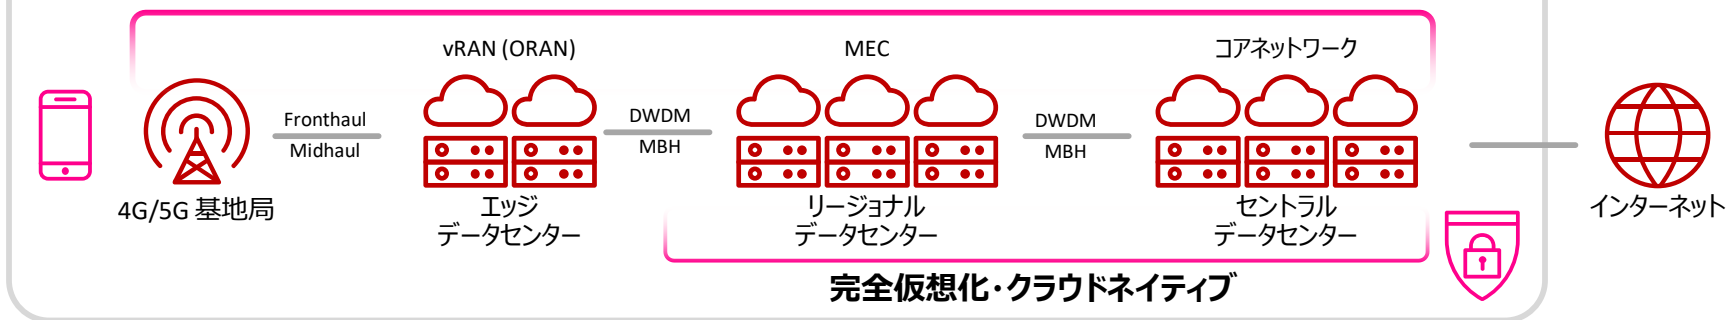 vRAN (ORAN)
MEC
コアネットワーク
Fronthaul
Midhaul
DWDM
MBH
DWDM
MBH
4G/5G 基地局
エッジ
データセンター
リージョナル
データセンター
セントラル
データセンター
インターネット
完全仮想化・クラウドネイティブ